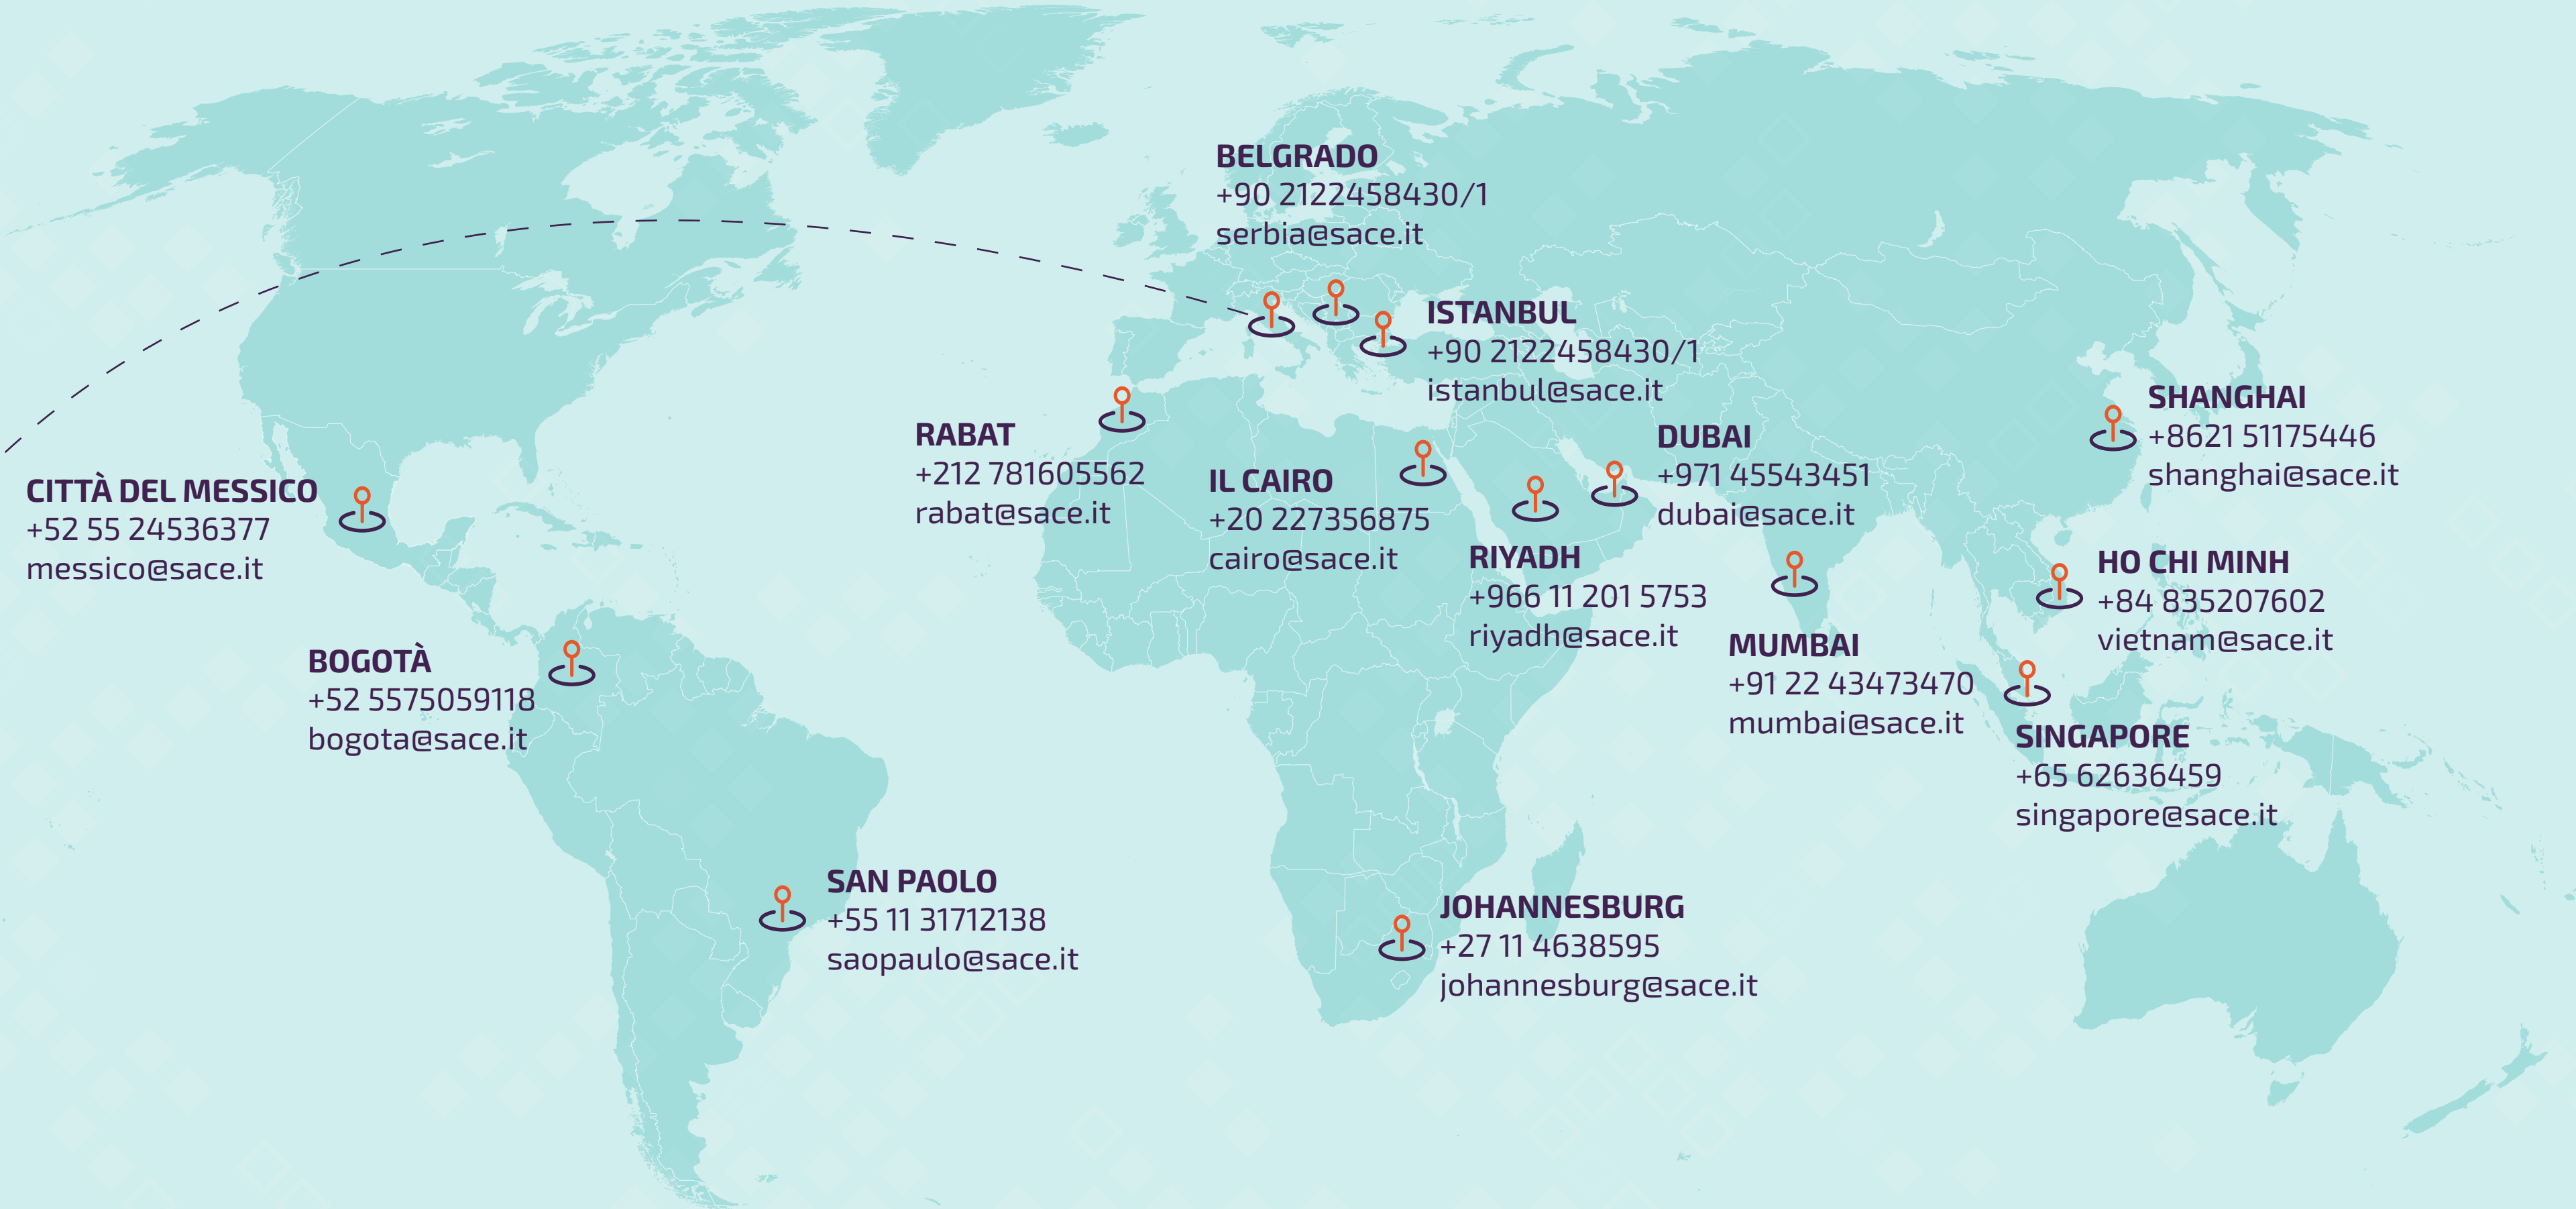 BELGRADO
+90 2122458430/1
serbia@sace.it
ISTANBUL
+90 2122458430/1
istanbul@sace.it
SHANGHAI
+8621 51175446
shanghai@sace.it
RABAT
+212 781605562
rabat@sace.it
DUBAI
+971 45543451
dubai@sace.it
IL CAIRO
+20 227356875
cairo@sace.it
CITTÀ DEL MESSICO
+52 55 24536377
messico@sace.it
RIYADH
+966 11 201 5753
riyadh@sace.it
HO CHI MINH
+84 835207602
vietnam@sace.it
MUMBAI
+91 22 43473470
mumbai@sace.it
BOGOTÀ
+52 5575059118
bogota@sace.it
SINGAPORE
+65 62636459
singapore@sace.it
SAN PAOLO
+55 11 31712138
saopaulo@sace.it
JOHANNESBURG
+27 11 4638595
johannesburg@sace.it